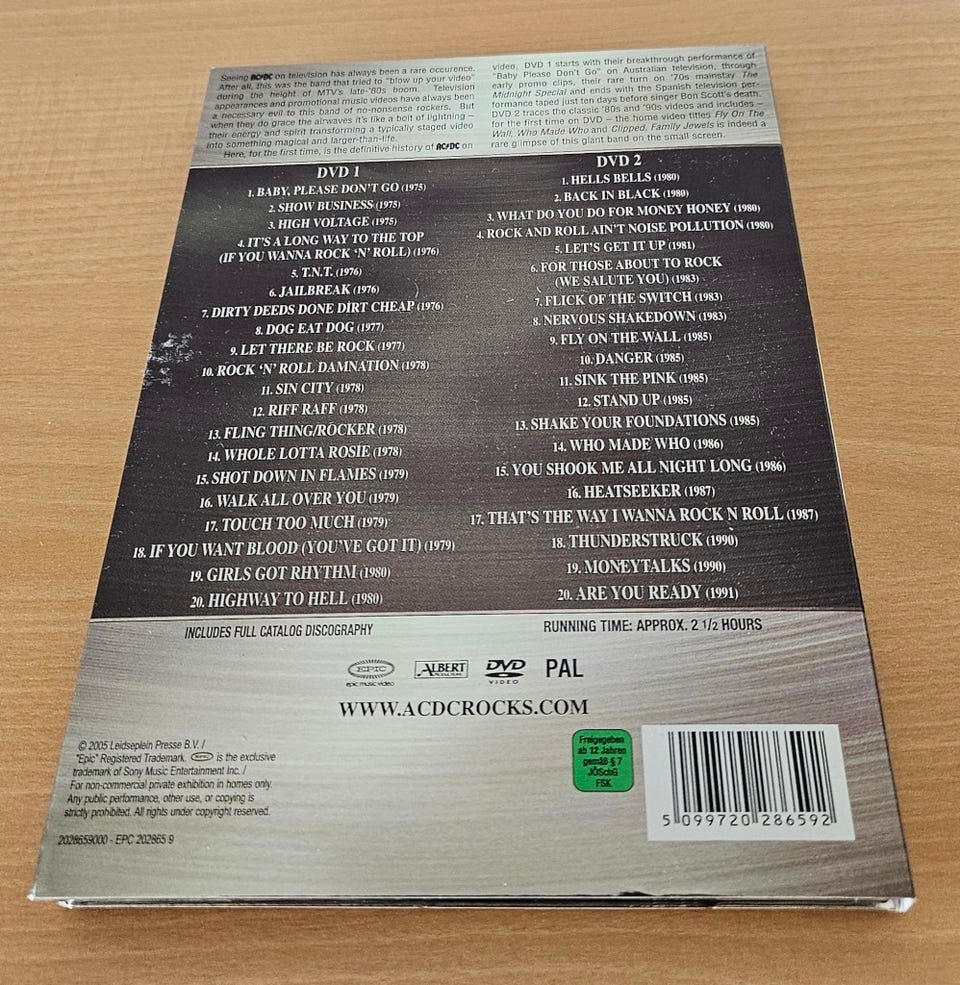 Seeing AC/DC on television has always been a rare occurence.
After all, this was the band that tried to "blow up your video"
during the height of MTV's late-'80s boom. Television
appearances and promotional music videos have always been
a necessary evil to this band of no-nonsense rockers. But
when they do grace the airwaves it's like a bolt of lightning –
their energy and spirit transforming a typically staged video
into something magical and larger-than-life.
Here, for the first time, is the definitive history of AC/DC on
video. DVD 1 starts with their breakthrough performance of
"Baby Please Don't Go" on Australian television, through
early promo clips, their rare turn on '70s mainstay The
Midnight Special and ends with the Spanish television per-
formance taped just ten days before singer Bon Scott's death.
DVD 2 traces the classic '80s and '90s videos and includes –
for the first time on DVD – the home video titles Fly On The
Wall, Who Made Who and Clipped. Family Jewels is indeed a
rare glimpse of this giant band on the small screen.
DVD 1
1. BABY, PLEASE DON'T GO (1975)
2. SHOW BUSINESS (1975)
3. HIGH VOLTAGE (1975)
4. IT'S A LONG WAY TO THE TOP
(IF YOU WANNA ROCK 'N' ROLL) (1976)
5. T.N.T. (1976)
6. JAILBREAK (1976)
7. DIRTY DEEDS DONE DIRT CHEAP (1976)
8. DOG EAT DOG (1977)
9. LET THERE BE ROCK (1977)
10. ROCK 'N' ROLL DAMNATION (1978)
11. SIN CITY (1978)
12. RIFF RAFF (1978)
13. FLING THING/ROCKER (1978)
14. WHOLE LOTTA ROSIE (1978)
15. SHOT DOWN IN FLAMES (1979)
16. WALK ALL OVER YOU (1979)
17. TOUCH TOO MUCH (1979)
18. IF YOU WANT BLOOD (YOU'VE GOT IT) (1979)
19. GIRLS GOT RHYTHM (1980)
20. HIGHWAY TO HELL (1980)
DVD 2
1. HELLS BELLS (1980)
2. BACK IN BLACK (1980)
3. WHAT DO YOU DO FOR MONEY HONEY (1980)
4. ROCK AND ROLL AIN'T NOISE POLLUTION (1980)
5. LET'S GET IT UP (1981)
6. FOR THOSE ABOUT TO ROCK
(WE SALUTE YOU) (1983)
7. FLICK OF THE SWITCH (1983)
8. NERVOUS SHAKEDOWN (1983)
9. FLY ON THE WALL (1985)
10. DANGER (1985)
11. SINK THE PINK (1985)
12. STAND UP (1985)
13. SHAKE YOUR FOUNDATIONS (1985)
14. WHO MADE WHO (1986)
15. YOU SHOOK ME ALL NIGHT LONG (1986)
16. HEATSEEKER (1987)
17. THAT'S THE WAY I WANNA ROCK N ROLL (1987)
18. THUNDERSTRUCK (1990)
19. MONEYTALKS (1990)
20. ARE YOU READY (1991)
INCLUDES FULL CATALOG DISCOGRAPHY
RUNNING TIME: APPROX. 2 1/2 HOURS
EPIC
epic music video
ALBERT
PRODUCTIONS
DVD
VIDEO
PAL
WWW.ACDCROCKS.COM
© 2005 Leidseplein Presse B.V. /
"Epic" Registered Trademark. EPIC is the exclusive
trademark of Sony Music Entertainment Inc. /
For non-commercial private exhibition in homes only.
Any public performance, other use, or copying is
strictly prohibited. All rights under copyright reserved.
2028659000 - EPC 202865 9
Freigegeben
ab 12 Jahren
gemäß § 7
JÖSchG
FSK
5 099720 286592